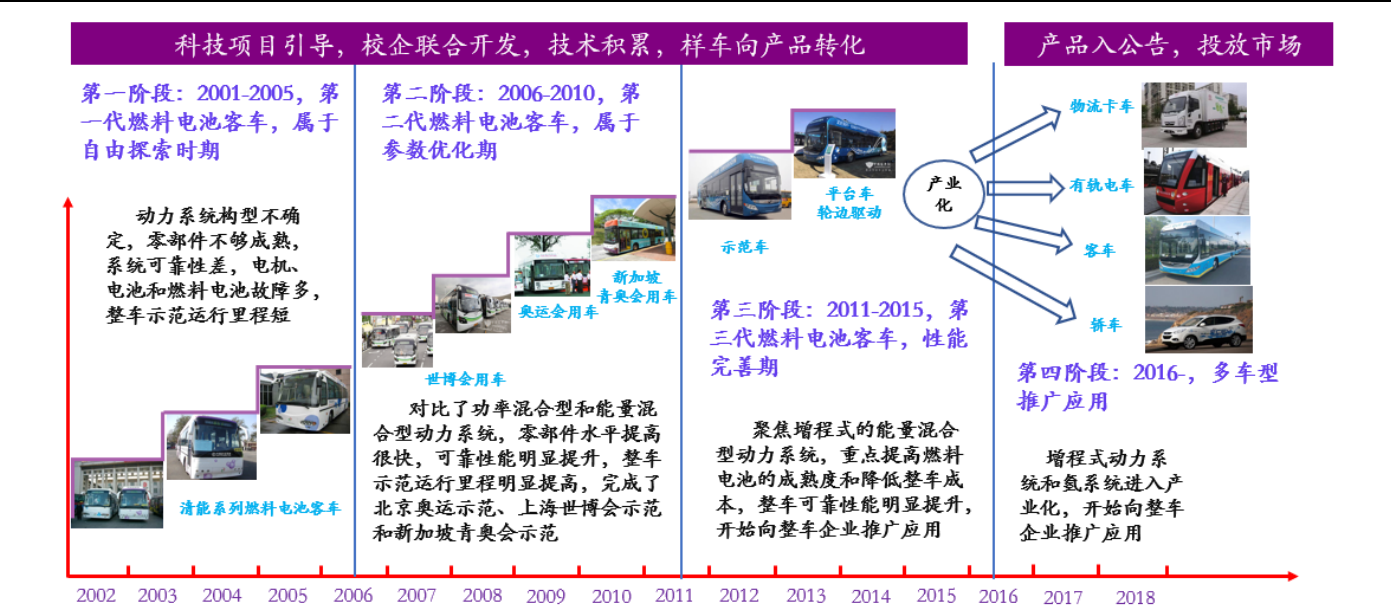 科技项目引导，校企联合开发，技术积累，样车向产品转化
产品入公告，投放市场
第一阶段：2001-2005，第
一代燃料电池客车，属于
自由探索时期
动力系统构型不确
定，零部件不够成熟，
系统可靠性差，电机、
电池和燃料电池故障多，
整车示范运行里程短
清能系列燃料电池客车
第二阶段：2006-2010，第
二代燃料电池客车，属于
参数优化期
世博会用车
奥运会用车
新加坡
青奥会用车
对比了功率混合型和能量混
合型动力系统，零部件水平提高
很快，可靠性能明显提升，整车
示范运行里程明显提高，完成了
北京奥运示范、上海世博会示范
和新加坡青奥会示范
示范车
平台车
轮边驱动
第三阶段：2011-2015，第
三代燃料电池客车，性能
完善期
聚焦增程式的能量混合
型动力系统，重点提高燃料
电池的成熟度和降低整车成
本，整车可靠性能明显提升，
开始向整车企业推广应用
产业
化
物流卡车
有轨电车
客车
轿车
第四阶段：2016-，多车型
推广应用
增程式动力系
统和氢系统进入产
业化，开始向整车
企业推广应用
2002 2003 2004 2005 2006 2007 2008 2009 2010 2011 2012 2013 2014 2015 2016 2017 2018